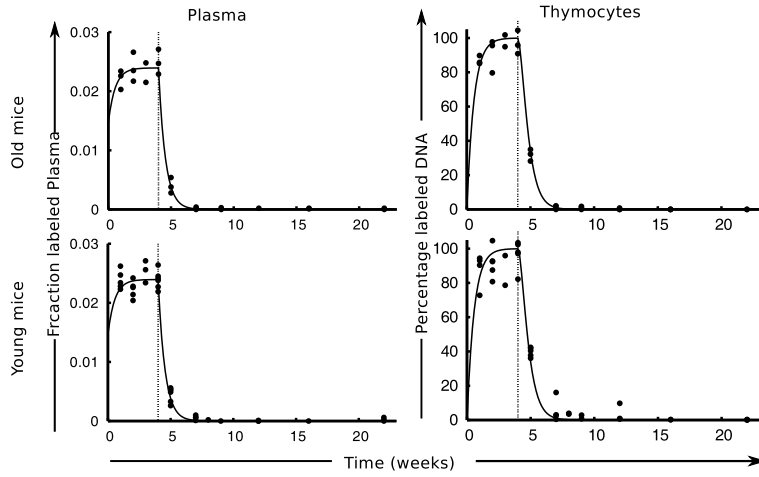 Plasma
Thymocytes
Old mice
Young mice
Frcaction labeled Plasma
Percentage labeled DNA
0.03
0.02
0.01
0
0 5 10 15 20
100
80
60
40
20
0
0 5 10 15 20
0.03
0.02
0.01
0
0 5 10 15 20
100
80
60
40
20
0
0 5 10 15 20
Time (weeks)